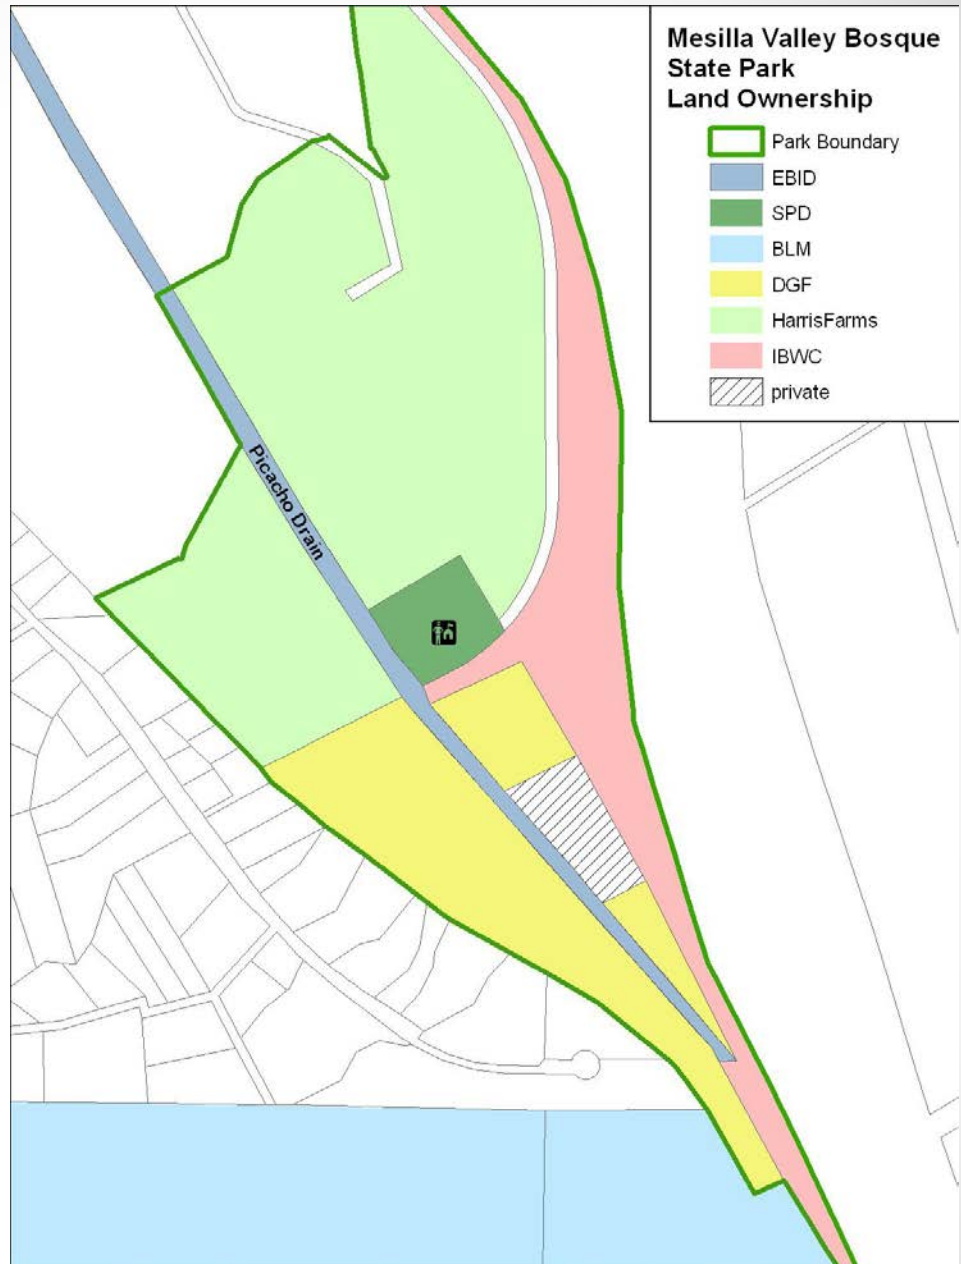 Mesilla Valley Bosque
State Park
Land Ownership
Park Boundary
EBID
SPD
BLM
DGF
HarrisFarms
IBWC
private
Picacho Drain